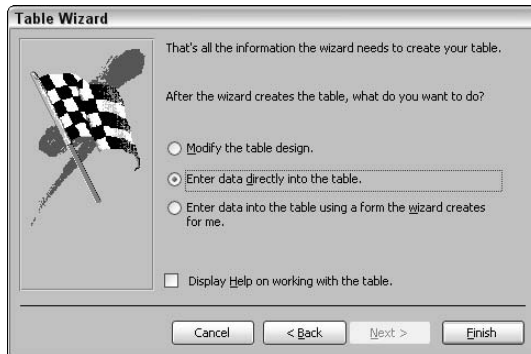 Table Wizard
That's all the information the wizard needs to create your table.
After the wizard creates the table, what do you want to do?
Modify the table design.
Enter data directly into the table.
Enter data into the table using a form the wizard creates
for me.
Display Help on working with the table.
Cancel
< Back
Next >
Finish